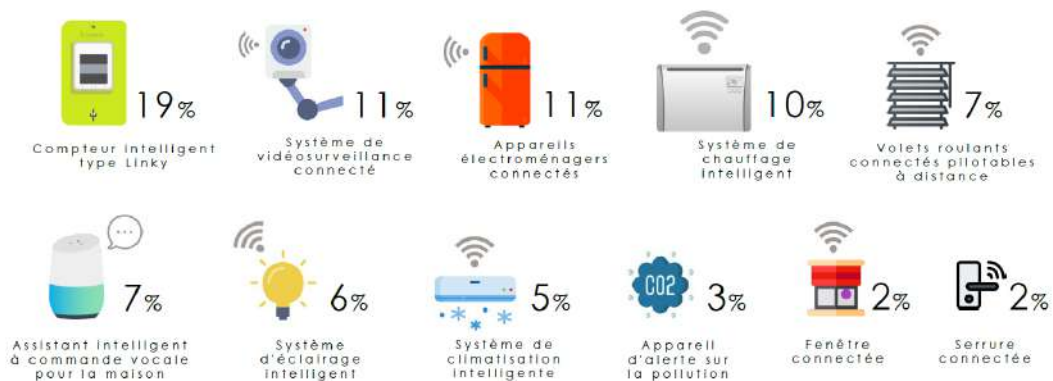 19%
Compteur intelligent
type Linky
11%
Système de
vidéosurveillance
connecté
11%
Appareils
électroménagers
connectés
10%
Système de
chauffage
intelligent
7%
Volets roulants
connectés pilotables
à distance
7%
Assistant intelligent
à commande vocale
pour la maison
6%
Système
d'éclairage
intelligent
5%
Système de
climatisation
intelligente
CO2
3%
Appareil
d'alerte sur
la pollution
2%
Fenêtre
connectée
2%
Serrure
connectée